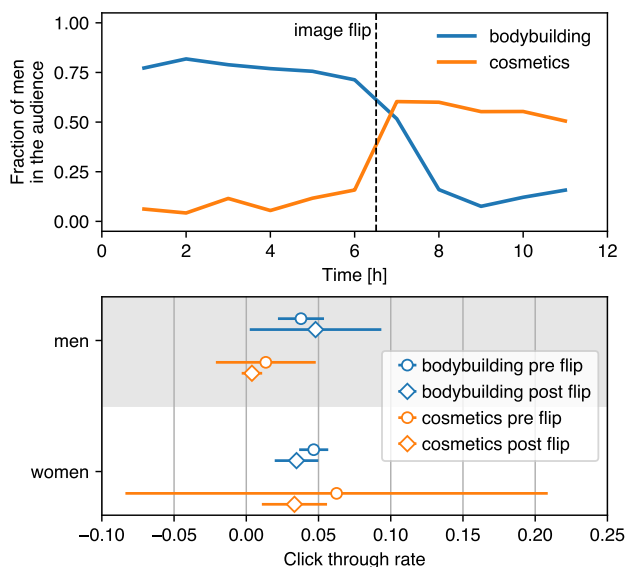 image flip
bodybuilding
cosmetics
Fraction of men
in the audience
1.00
0.75
0.50
0.25
0.00
0 2 4 6 8 10 12
Time [h]
men
women
bodybuilding pre flip
bodybuilding post flip
cosmetics pre flip
cosmetics post flip
−0.10 −0.05 0.00 0.05 0.10 0.15 0.20 0.25
Click through rate